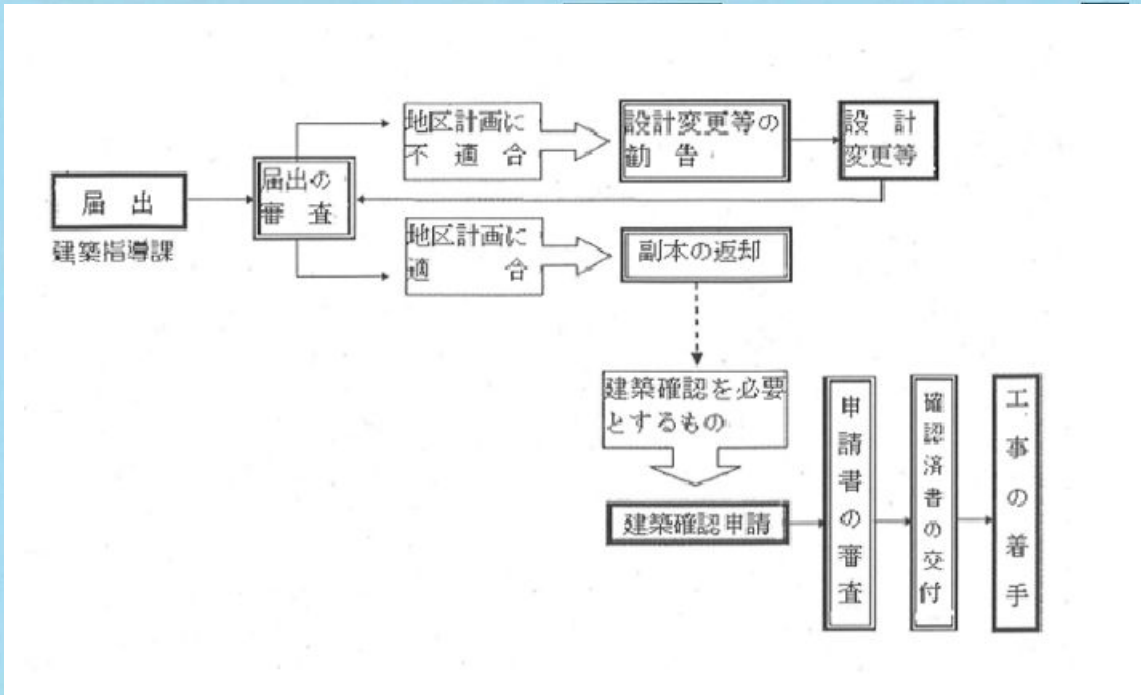 地区計画に
不適合
設計変更等の
勧告
設計
変更等
届出
建築指導課
届出の
審査
地区計画に
適合
副本の返却
建築確認を必要
とするもの
建築確認申請
申請書の審査
確認済書の交付
工事の着手